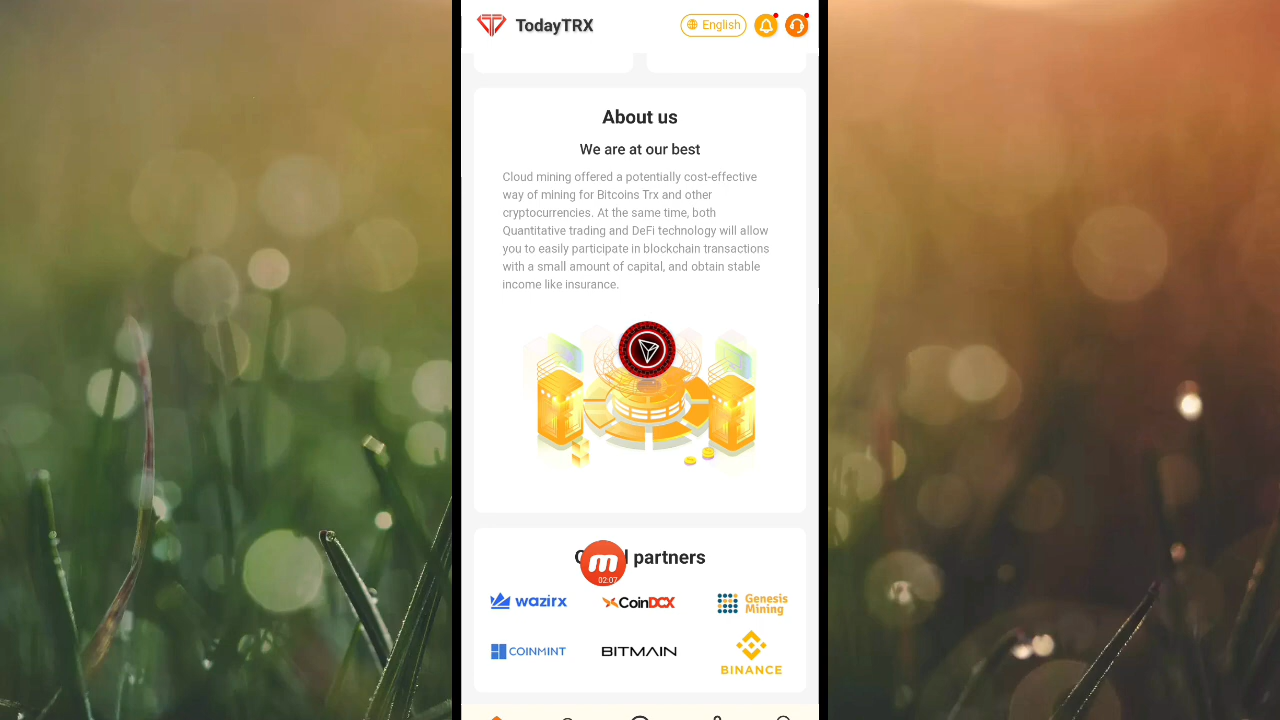 TodayTRX
English
About us
We are at our best
Cloud mining offered a potentially cost-effective
way of mining for Bitcoins Trx and other
cryptocurrencies. At the same time, both
Quantitative trading and DeFi technology will allow
you to easily participate in blockchain transactions
with a small amount of capital, and obtain stable
income like insurance.
partners
02:07
wazirx
CoinDCX
Genesis
Mining
COINMINT
BITMAIN
BINANCE